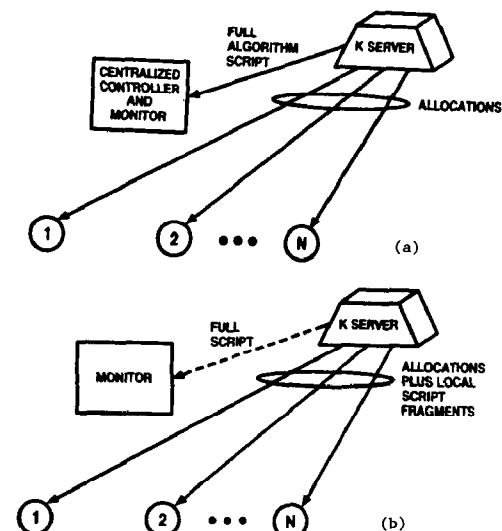 FULL
ALGORITHM
SCRIPT
K SERVER
CENTRALIZED
CONTROLLER
AND
MONITOR
ALLOCATIONS
1
2
N
(a)
FULL
SCRIPT
K SERVER
MONITOR
ALLOCATIONS
PLUS LOCAL
SCRIPT
FRAGMENTS
1
2
N
(b)